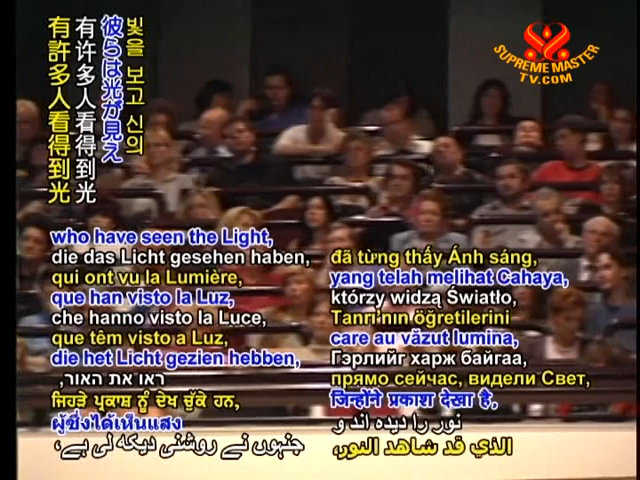 빛을 보고 신의
彼らは光が見え
有许多人看得到光
有許多人看得到光
SUPREME MASTER
TV.COM
who have seen the Light,
die das Licht gesehen haben,
qui ont vu la Lumière,
que han visto la Luz,
che hanno visto la Luce,
que têm visto a Luz,
die het Licht gezien hebben,
ראו את האור,
ਜਿਹੜੇ ਪ੍ਰਕਾਸ਼ ਨੂੰ ਦੇਖ ਚੁੱਕੇ ਹਨ,
ผู้ซึ่งได้เห็นแสง
جنہوں نے روشنی دیکھ لی ہے،
đã từng thấy Ánh sáng,
yang telah melihat Cahaya,
którzy widzą Światło,
Tanrı'nın öğretilerini
care au văzut lumina,
Гэрлийг харж байгаа,
прямо сейчас, видели Свет,
जिन्होंने प्रकाश देखा है,
نور را دیده اند و
الذي قد شاهد النور،